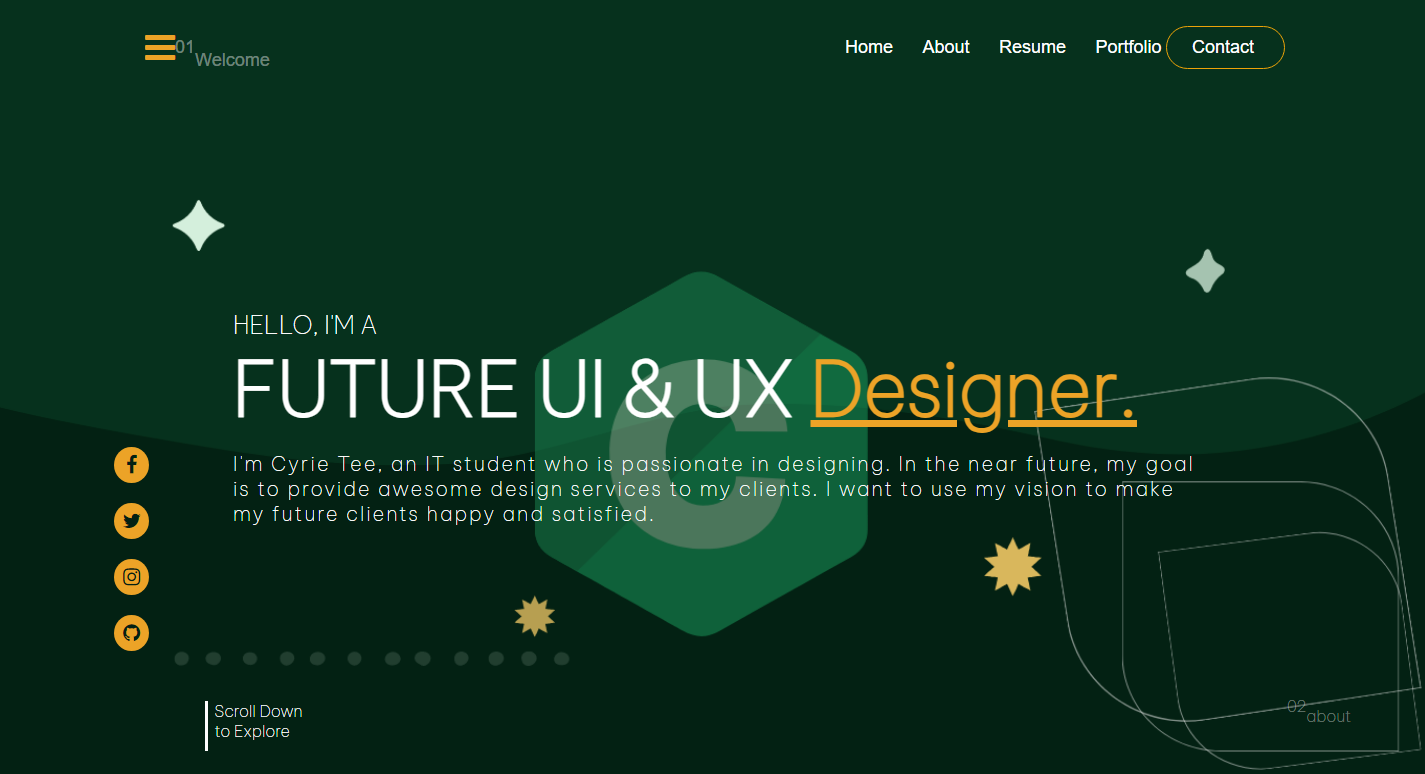 01
Welcome
Home About Resume Portfolio Contact
HELLO, I'M A
FUTURE UI & UX Designer.
C
I'm Cyrie Tee, an IT student who is passionate in designing. In the near future, my goal
is to provide awesome design services to my clients. I want to use my vision to make
my future clients happy and satisfied.
Scroll Down
to Explore
02
about